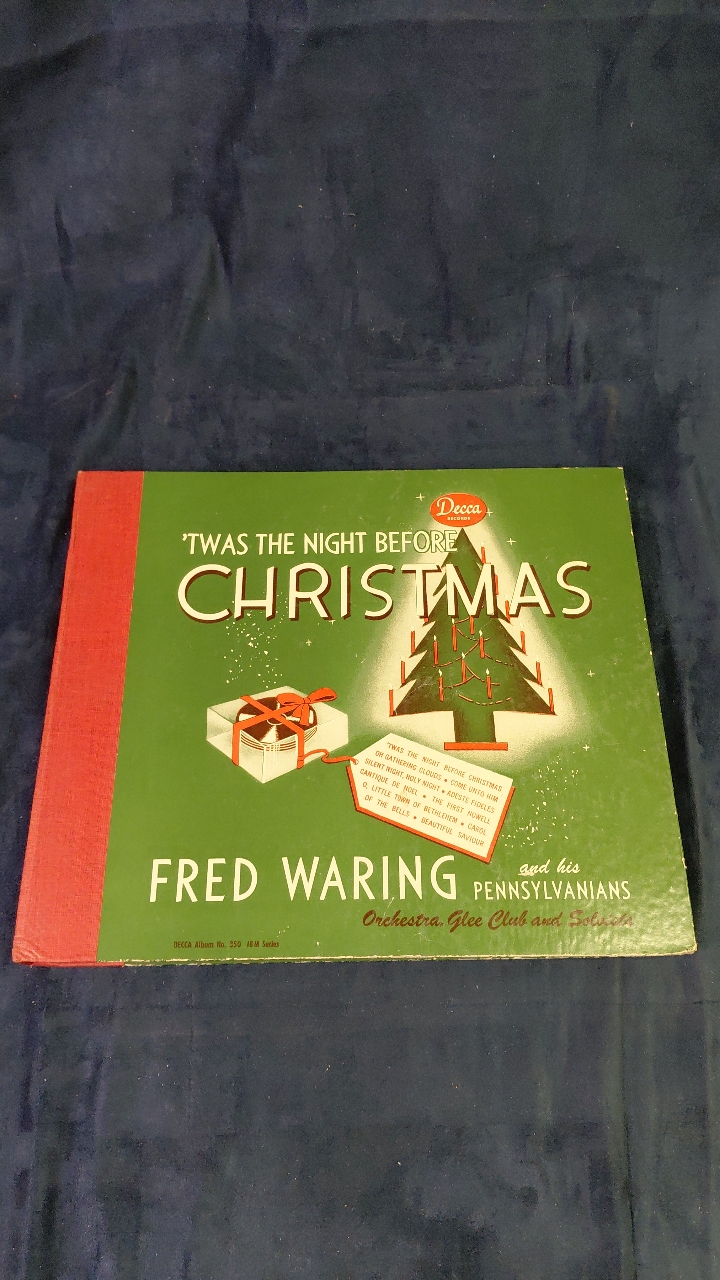 Decca
RECORDS
'TWAS THE NIGHT BEFORE
CHRISTMAS
'TWAS THE NIGHT BEFORE CHRISTMAS
OH GATHERING CLOUDS • COME UNTO HIM
SILENT NIGHT, HOLY NIGHT • ADESTE FIDELES
CANTIQUE DE NOEL • THE FIRST NOWELL
O, LITTLE TOWN OF BETHLEHEM • CAROL
OF THE BELLS • BEAUTIFUL SAVIOUR
FRED WARING and his
PENNSYLVANIANS
Orchestra, Glee Club and Soloists
DECCA Album No. 350 18 M Series